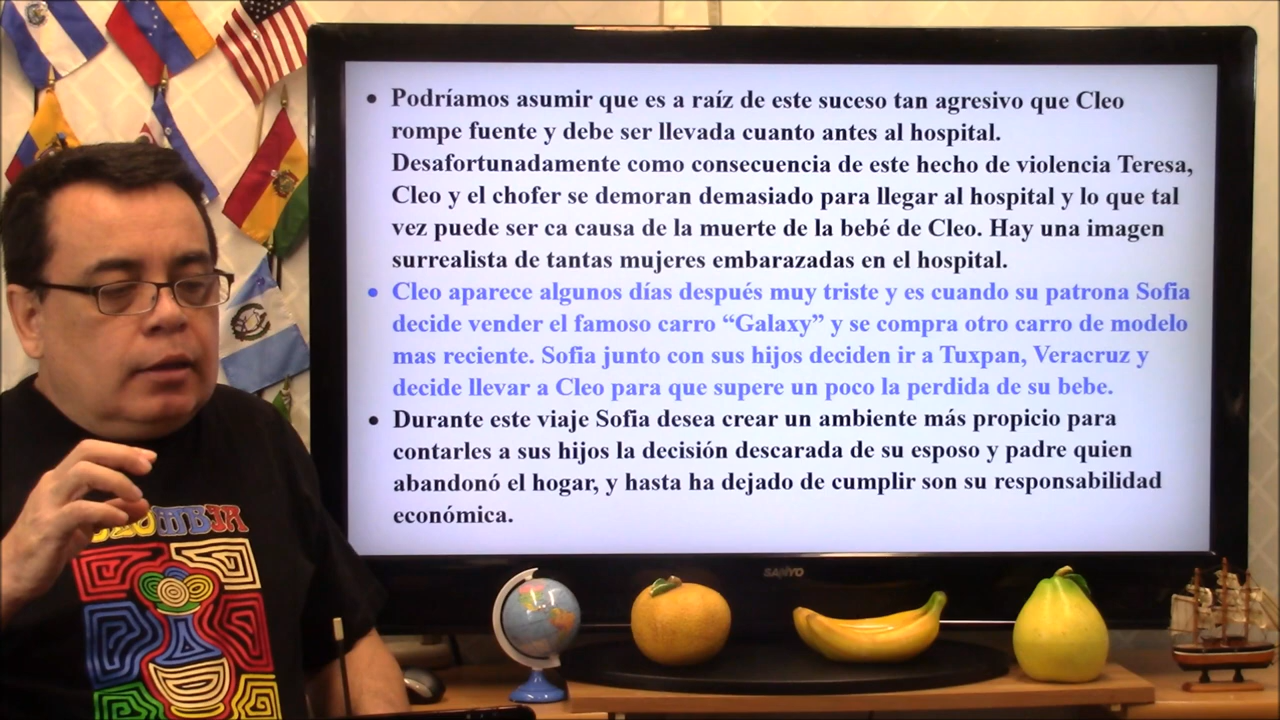 • Podríamos asumir que es a raíz de este suceso tan agresivo que Cleo
rompe fuente y debe ser llevada cuanto antes al hospital.
Desafortunadamente como consecuencia de este hecho de violencia Teresa,
Cleo y el chofer se demoran demasiado para llegar al hospital y lo que tal
vez puede ser ca causa de la muerte de la bebé de Cleo. Hay una imagen
surrealista de tantas mujeres embarazadas en el hospital.
• Cleo aparece algunos días después muy triste y es cuando su patrona Sofia
decide vender el famoso carro “Galaxy” y se compra otro carro de modelo
mas reciente. Sofia junto con sus hijos deciden ir a Tuxpan, Veracruz y
decide llevar a Cleo para que supere un poco la perdida de su bebe.
• Durante este viaje Sofia desea crear un ambiente más propicio para
contarles a sus hijos la decisión descarada de su esposo y padre quien
abandonó el hogar, y hasta ha dejado de cumplir son su responsabilidad
económica.
SANYO
COLOMBIA